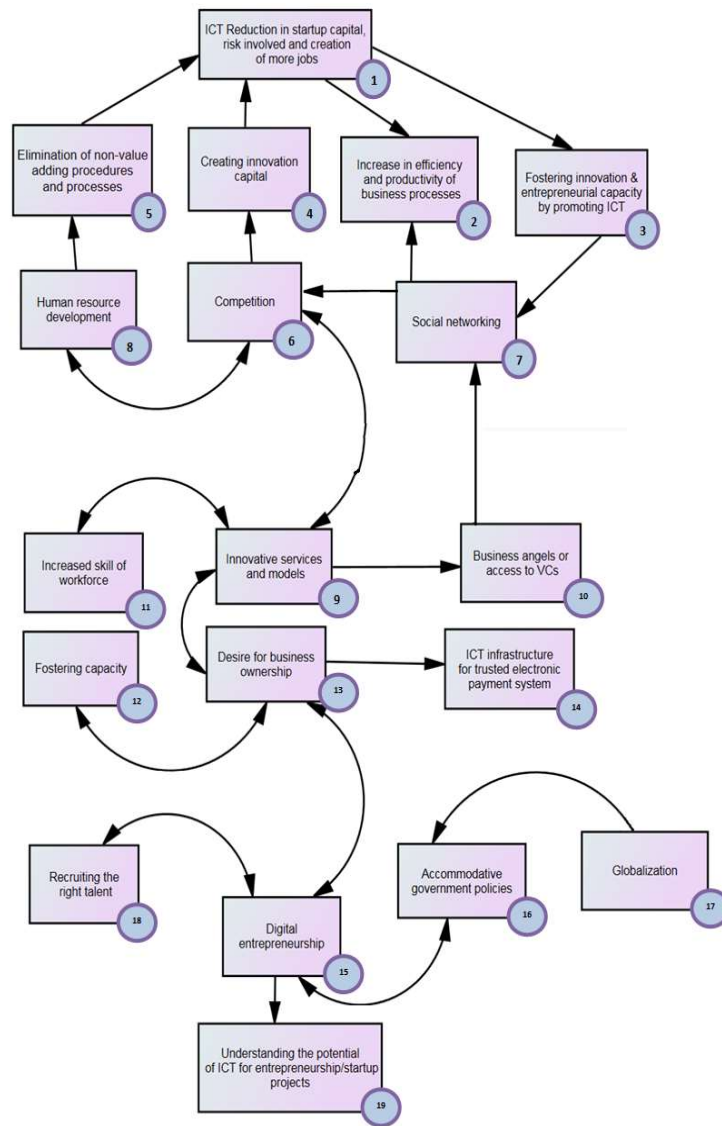 ICT Reduction in startup capital,
risk involved and creation
of more jobs
1
Elimination of non-value
adding procedures
and processes
5
Creating innovation
capital
4
Increase in efficiency
and productivity of
business processes
2
Fostering innovation &
entrepreneurial capacity
by promoting ICT
3
Human resource
development
8
Competition
6
Social networking
7
Increased skill of
workforce
11
Innovative services
and models
9
Business angels or
access to VCs
10
Fostering capacity
12
Desire for business
ownership
13
ICT infrastructure
for trusted electronic
payment system
14
Recruiting the
right talent
18
Digital
entrepreneurship
15
Accommodative
government policies
16
Globalization
17
Understanding the potential
of ICT for entrepreneurship/startup
projects
19